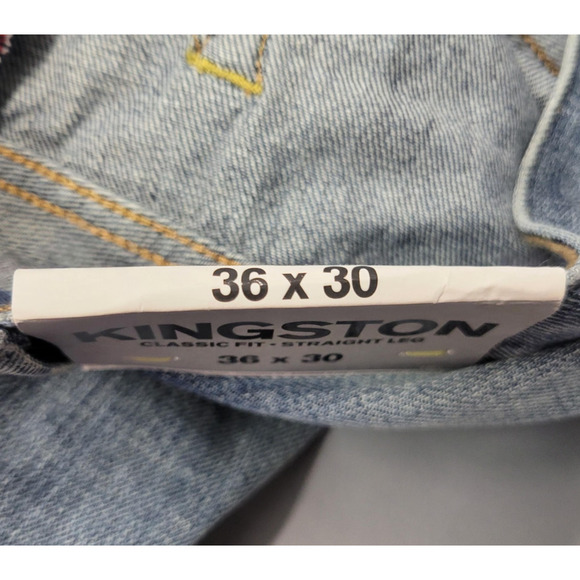 36 x 30
KINGSTON
CLASSIC FIT • STRAIGHT LEG
36 x 30